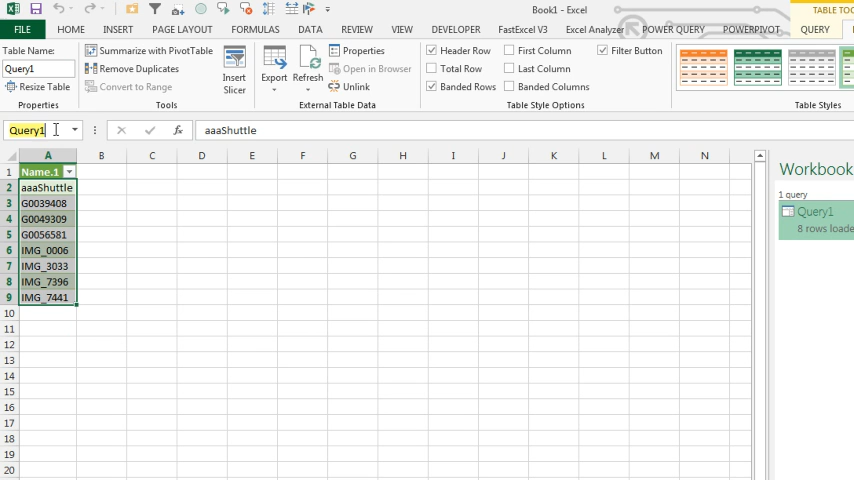 Book1 - Excel
TABLE TOO
FILE HOME INSERT PAGE LAYOUT FORMULAS DATA REVIEW VIEW DEVELOPER FastExcel V3 Excel Analyzer POWER QUERY POWERPIVOT QUERY
Table Name:
Query1
Resize Table
Properties
Summarize with PivotTable
Remove Duplicates
Convert to Range
Insert
Slicer
Tools
Export
Refresh
Properties
Open in Browser
Unlink
External Table Data
Header Row
Total Row
Banded Rows
First Column
Last Column
Banded Columns
Filter Button
Table Style Options
Table Styles
Query1 fx aaaShuttle
A B C D E F G H I J K L M N
1 Name.1
2 aaaShuttle
3 G0039408
4 G0049309
5 G0056581
6 IMG_0006
7 IMG_3033
8 IMG_7396
9 IMG_7441
10
11
12
13
14
15
16
17
18
19
20
Workbook
1 query
Query1
8 rows loade